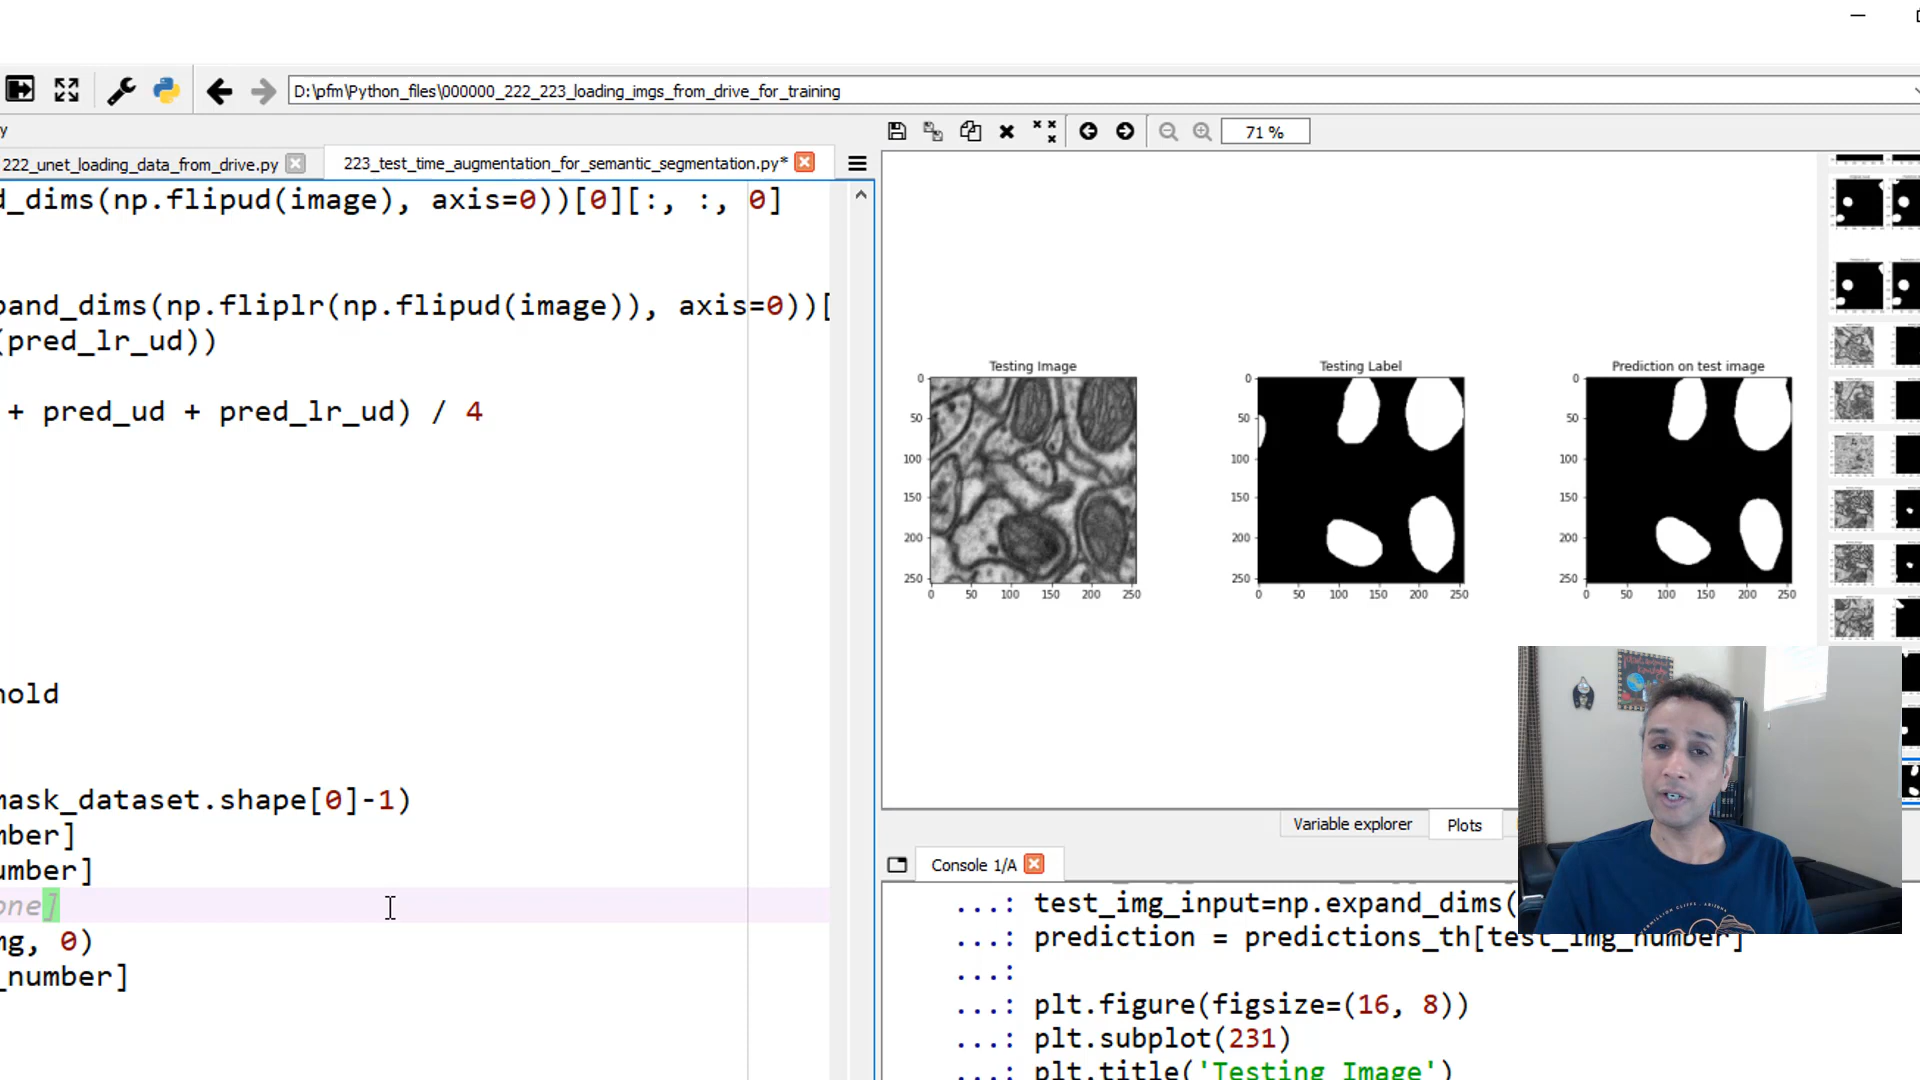 D:\pfm\Python_files\000000_222_223_loading_imgs_from_drive_for_training
y
222_unet_loading_data_from_drive.py
223_test_time_augmentation_for_semantic_segmentation.py*
d_dims(np.flipud(image), axis=0))[0][:, :, 0]
and_dims(np.fliplr(np.flipud(image)), axis=0))[
(pred_lr_ud))
+ pred_ud + pred_lr_ud) / 4
hold
mask_dataset.shape[0]-1)
mber]
umber]
one]
mg, 0)
_number]
71 %
Testing Image
0
50
100
150
200
250
0 50 100 150 200 250
Testing Label
0
50
100
150
200
250
0 50 100 150 200 250
Prediction on test image
0
50
100
150
200
250
0 50 100 150 200 250
Variable explorer
Plots
Console 1/A
...: test_img_input=np.expand_dims(
...: prediction = predictions_th[test_img_number]
...:
...: plt.figure(figsize=(16, 8))
...: plt.subplot(231)
...: plt.title('Testing Image')